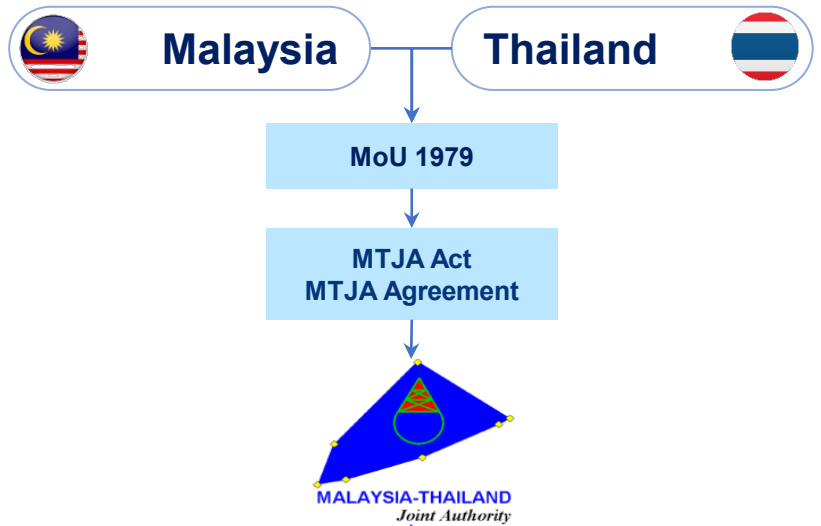 Malaysia
Thailand
MoU 1979
MTJA Act
MTJA Agreement
MALAYSIA-THAILAND
Joint Authority